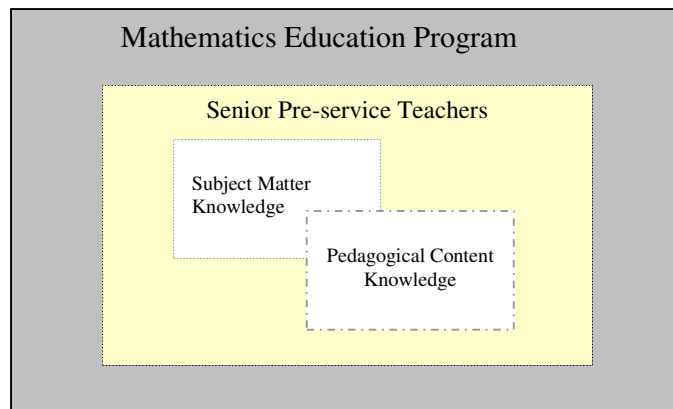 Mathematics Education Program
Senior Pre-service Teachers
Subject Matter
Knowledge
Pedagogical Content
Knowledge